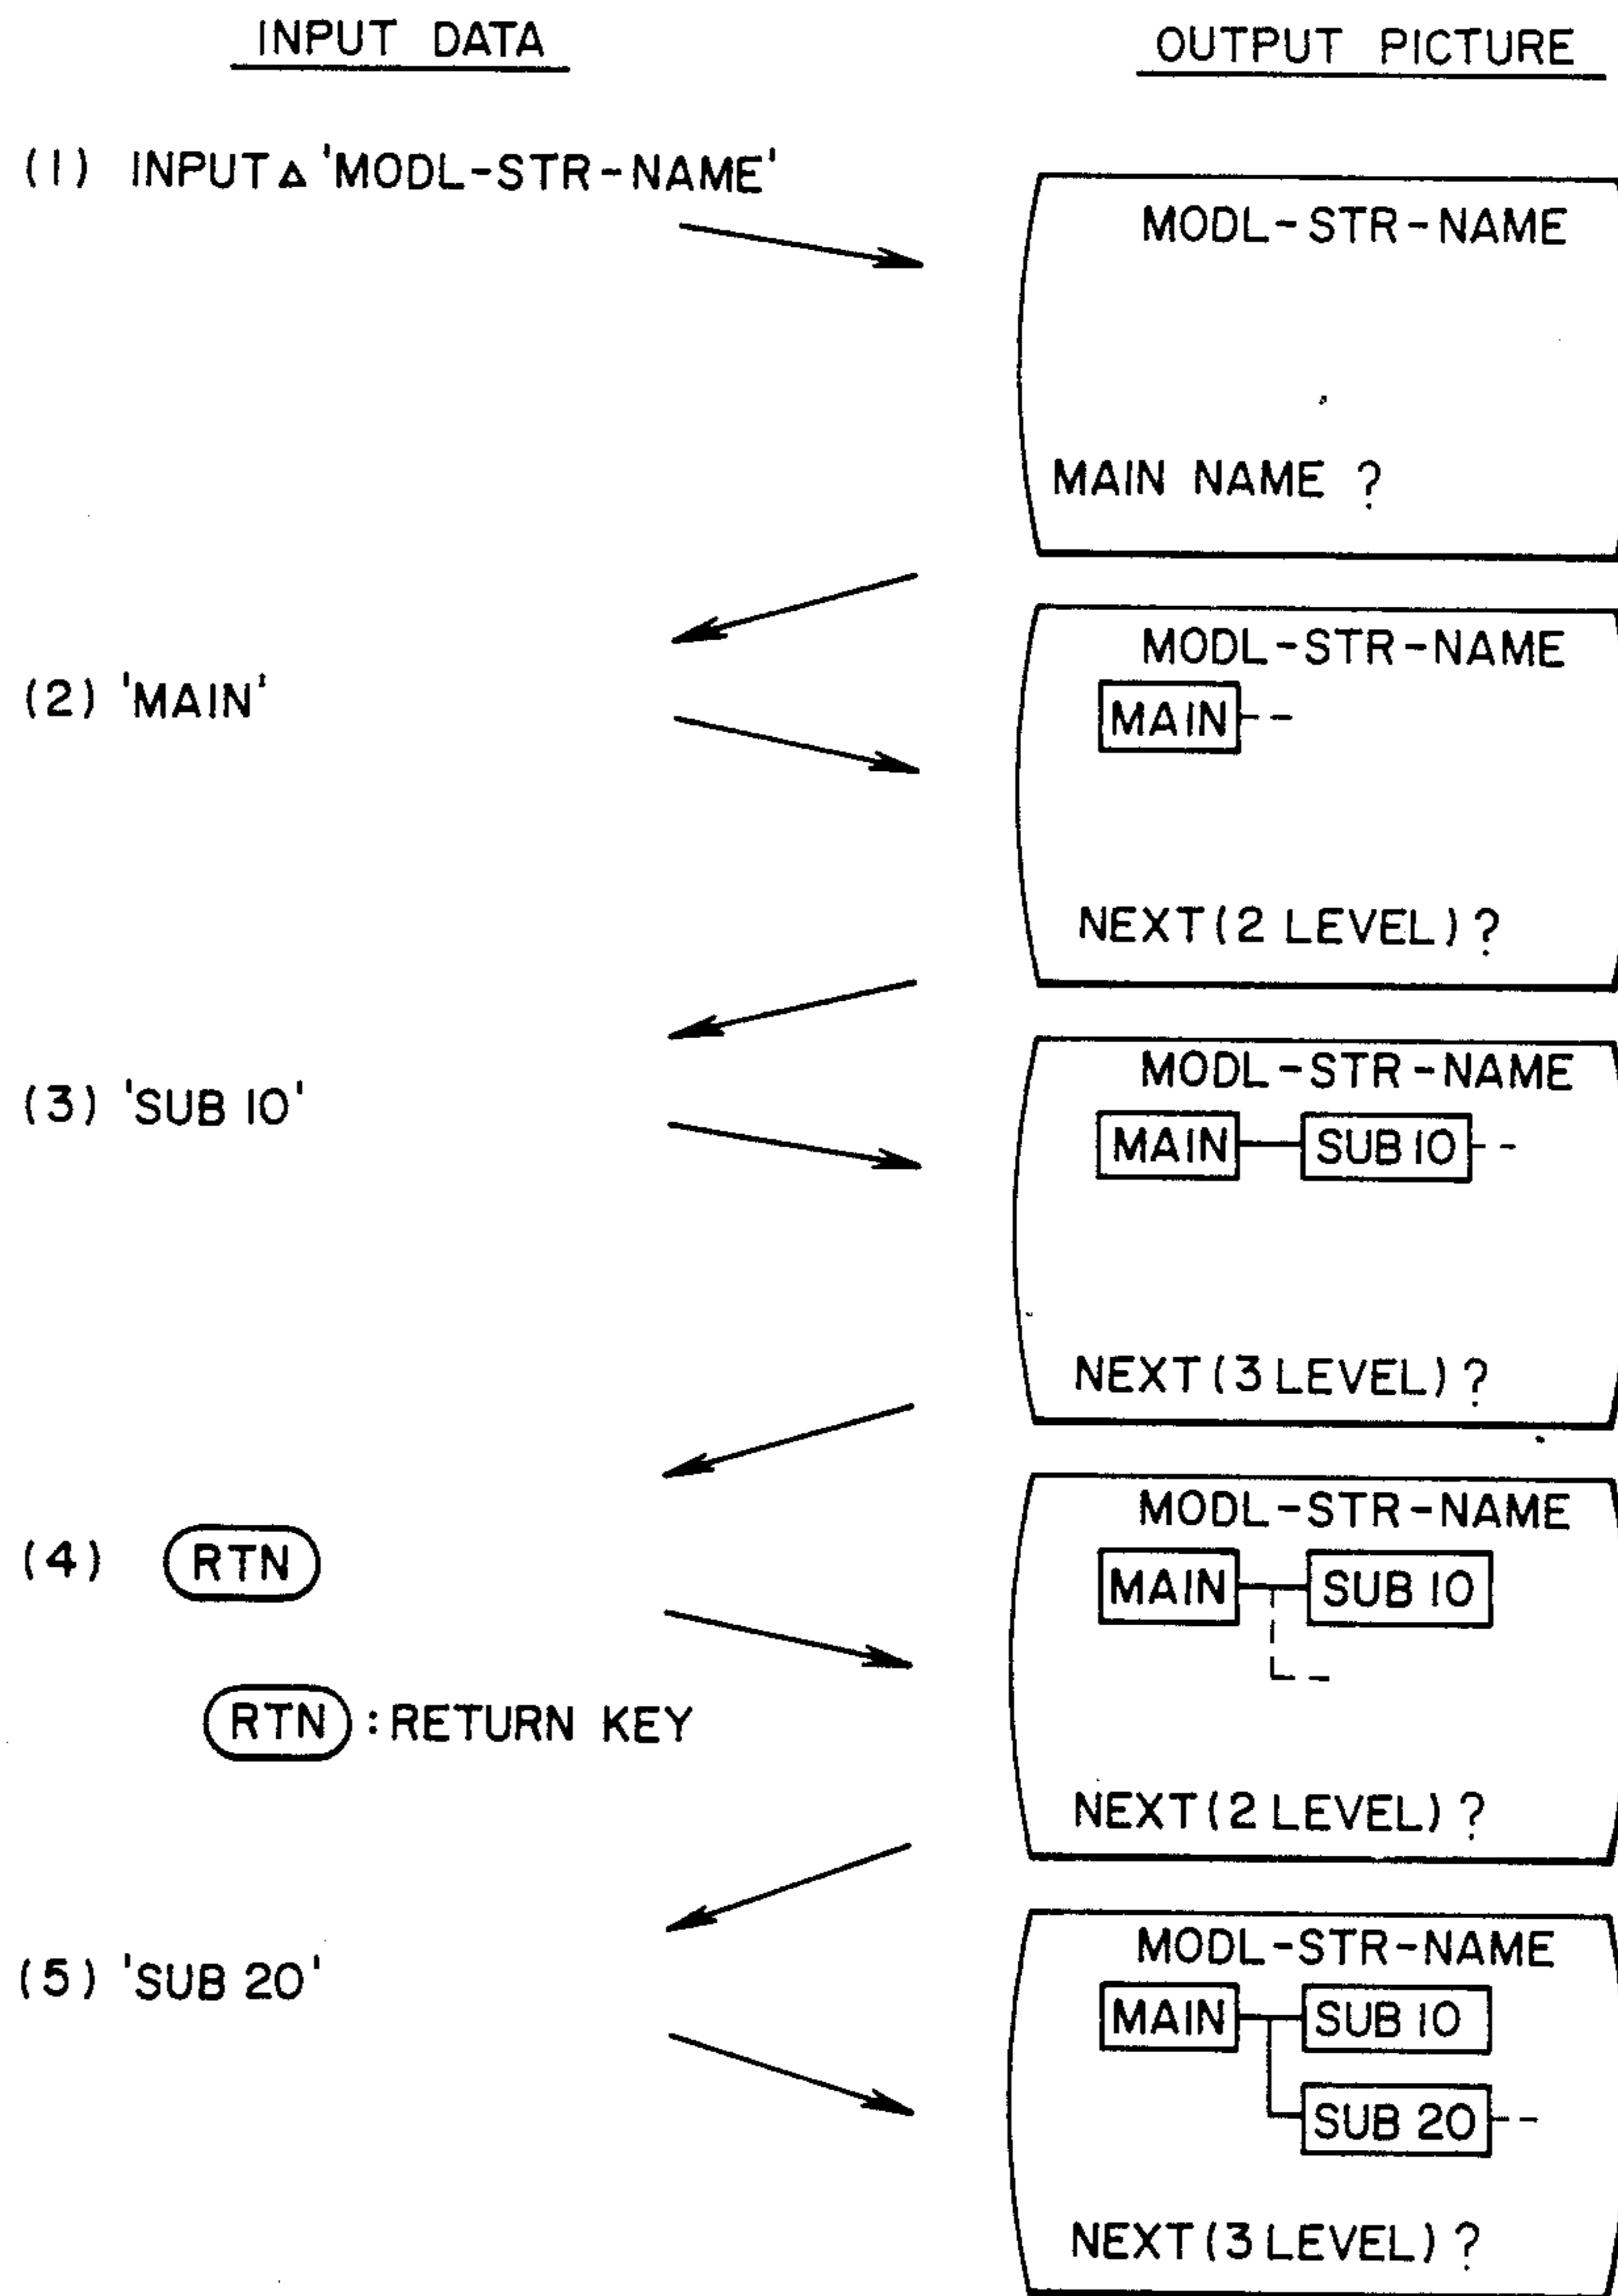 INPUT DATA
OUTPUT PICTURE
(1) INPUT△'MODL-STR-NAME'
MODL-STR-NAME
MAIN NAME ?
(2) 'MAIN'
MODL-STR-NAME
MAIN
NEXT(2 LEVEL)?
(3) 'SUB 10'
MODL-STR-NAME
MAIN SUB 10
NEXT(3 LEVEL)?
(4) RTN
MODL-STR-NAME
MAIN SUB 10
RTN : RETURN KEY
NEXT(2 LEVEL)?
(5) 'SUB 20'
MODL-STR-NAME
MAIN SUB 10
SUB 20
NEXT(3 LEVEL)?